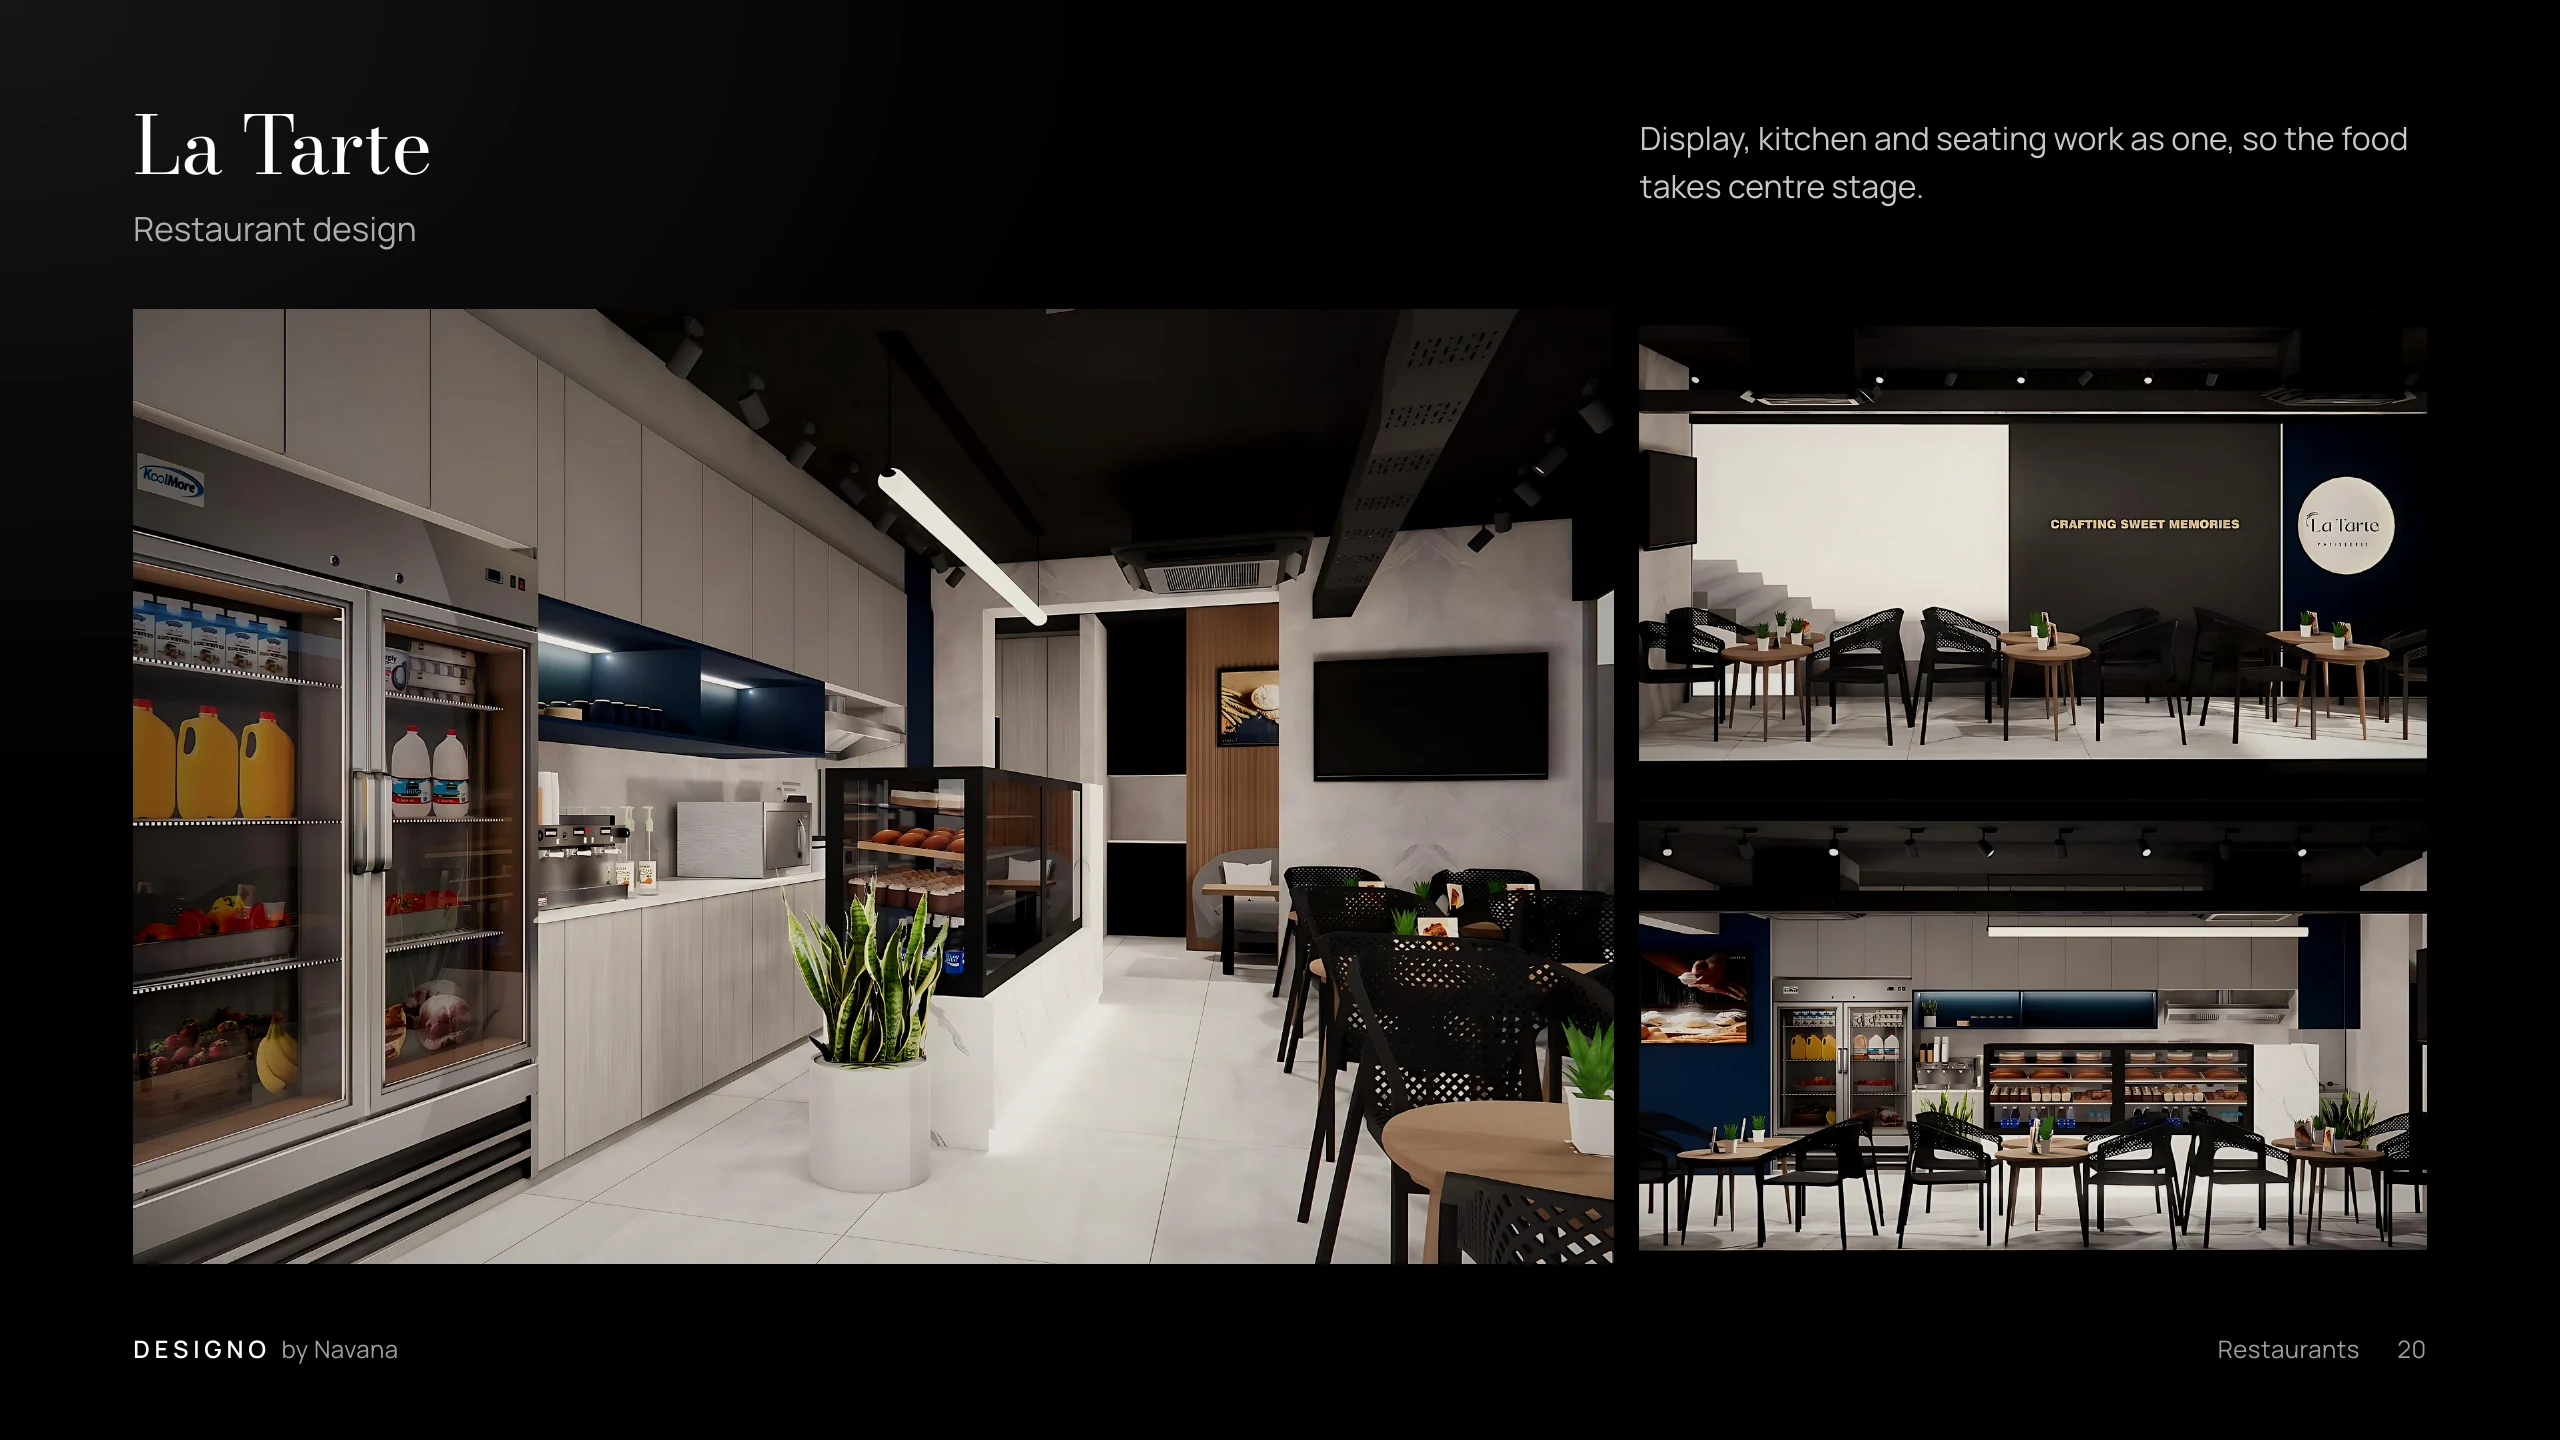 La Tarte
Restaurant design
Display, kitchen and seating work as one, so the food
takes centre stage.
KoolMore
CRAFTING SWEET MEMORIES
La Tarte
PATISSERIE
DESIGNO by Navana
Restaurants 20